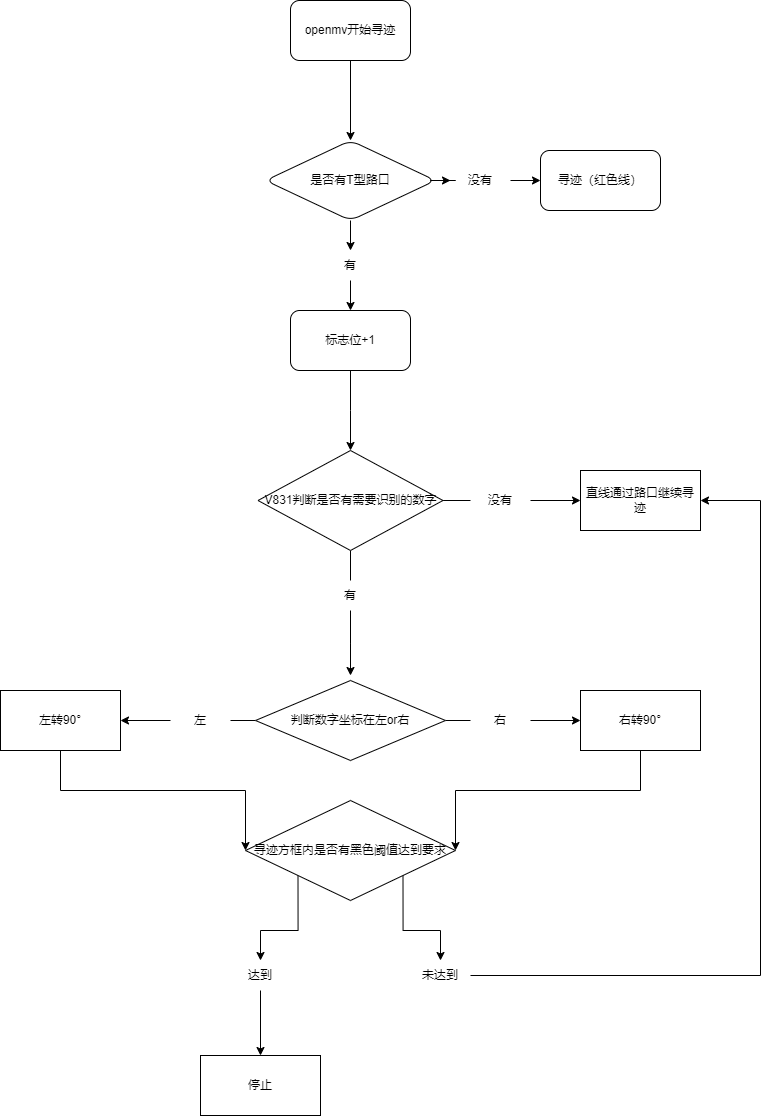 openmv开始寻迹
是否有T型路口
没有
寻迹（红色线）
有
标志位+1
V831判断是否有需要识别的数字
没有
直线通过路口继续寻
迹
有
左转90°
左
判断数字坐标在左or右
右
右转90°
寻迹方框内是否有黑色阈值达到要求
达到
未达到
停止